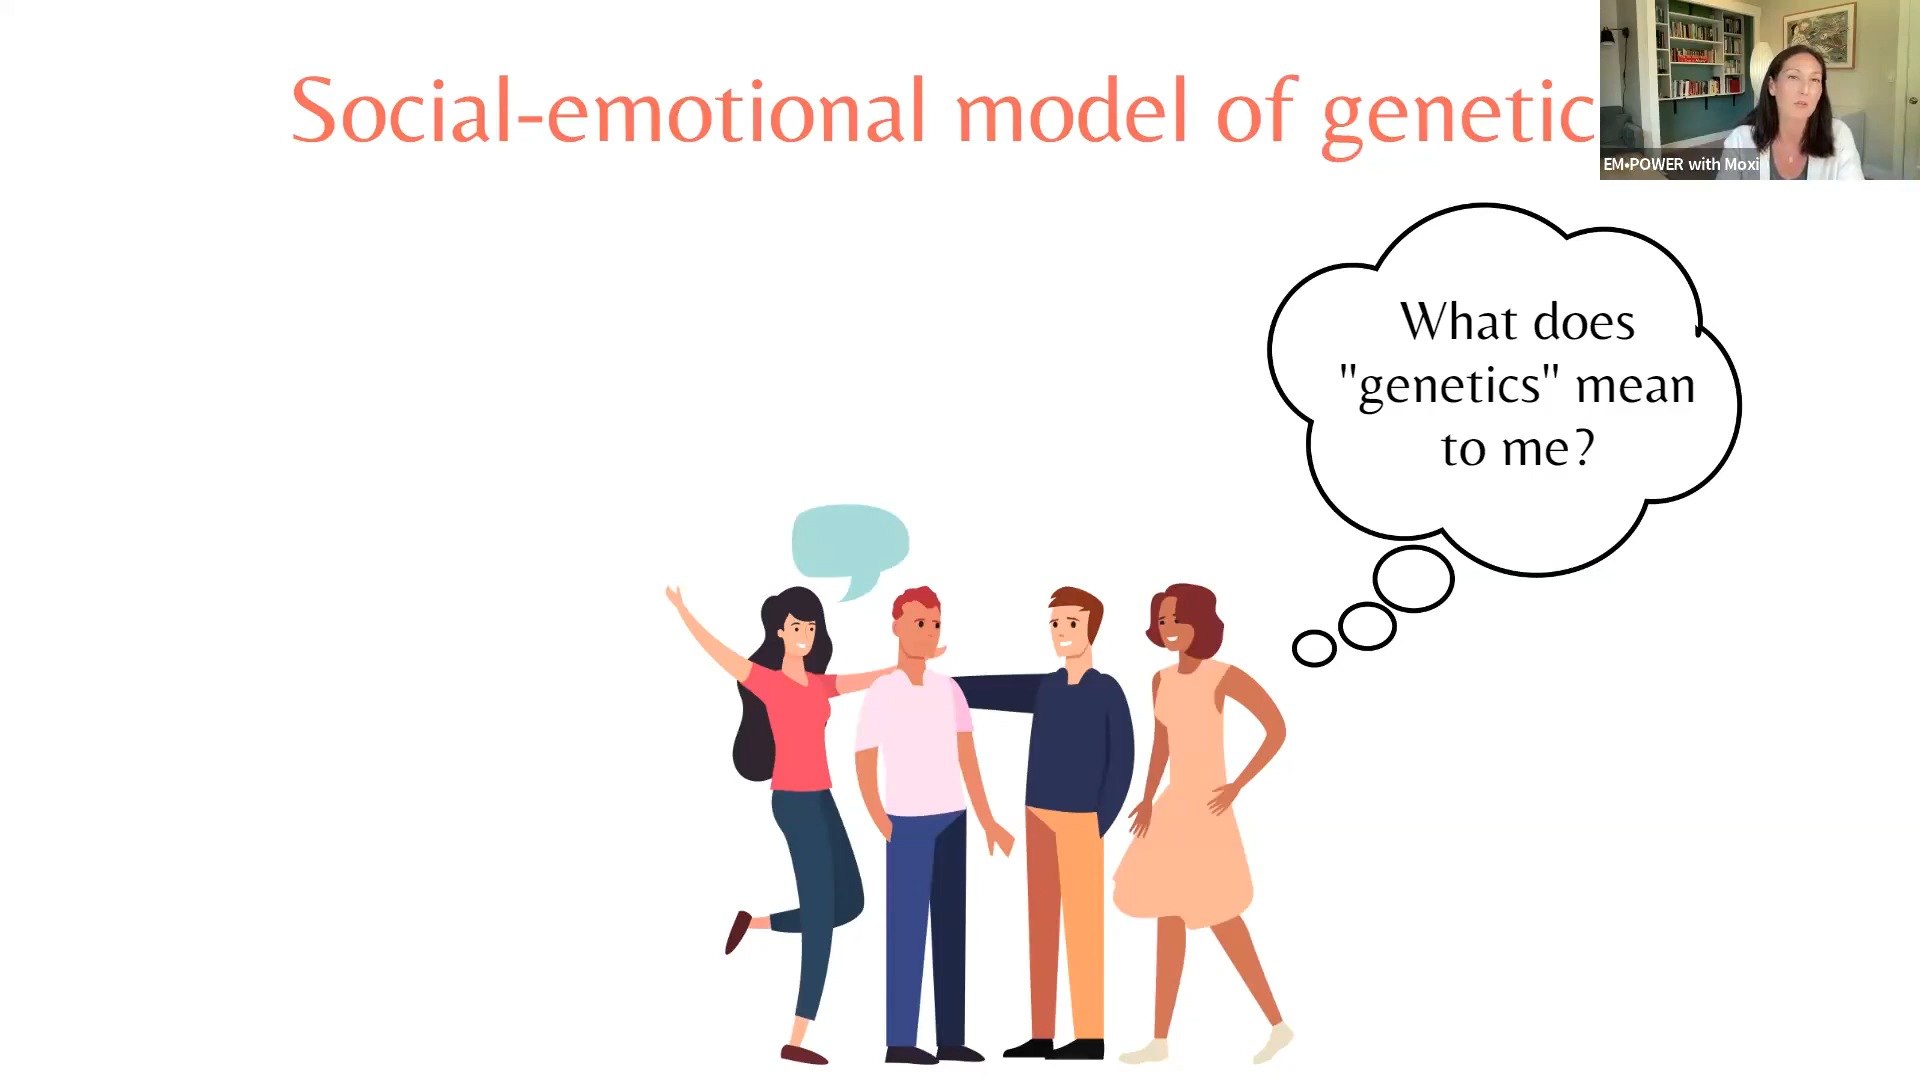 Social-emotional model of genetic
EM•POWER with Moxi
What does
"genetics" mean
to me?